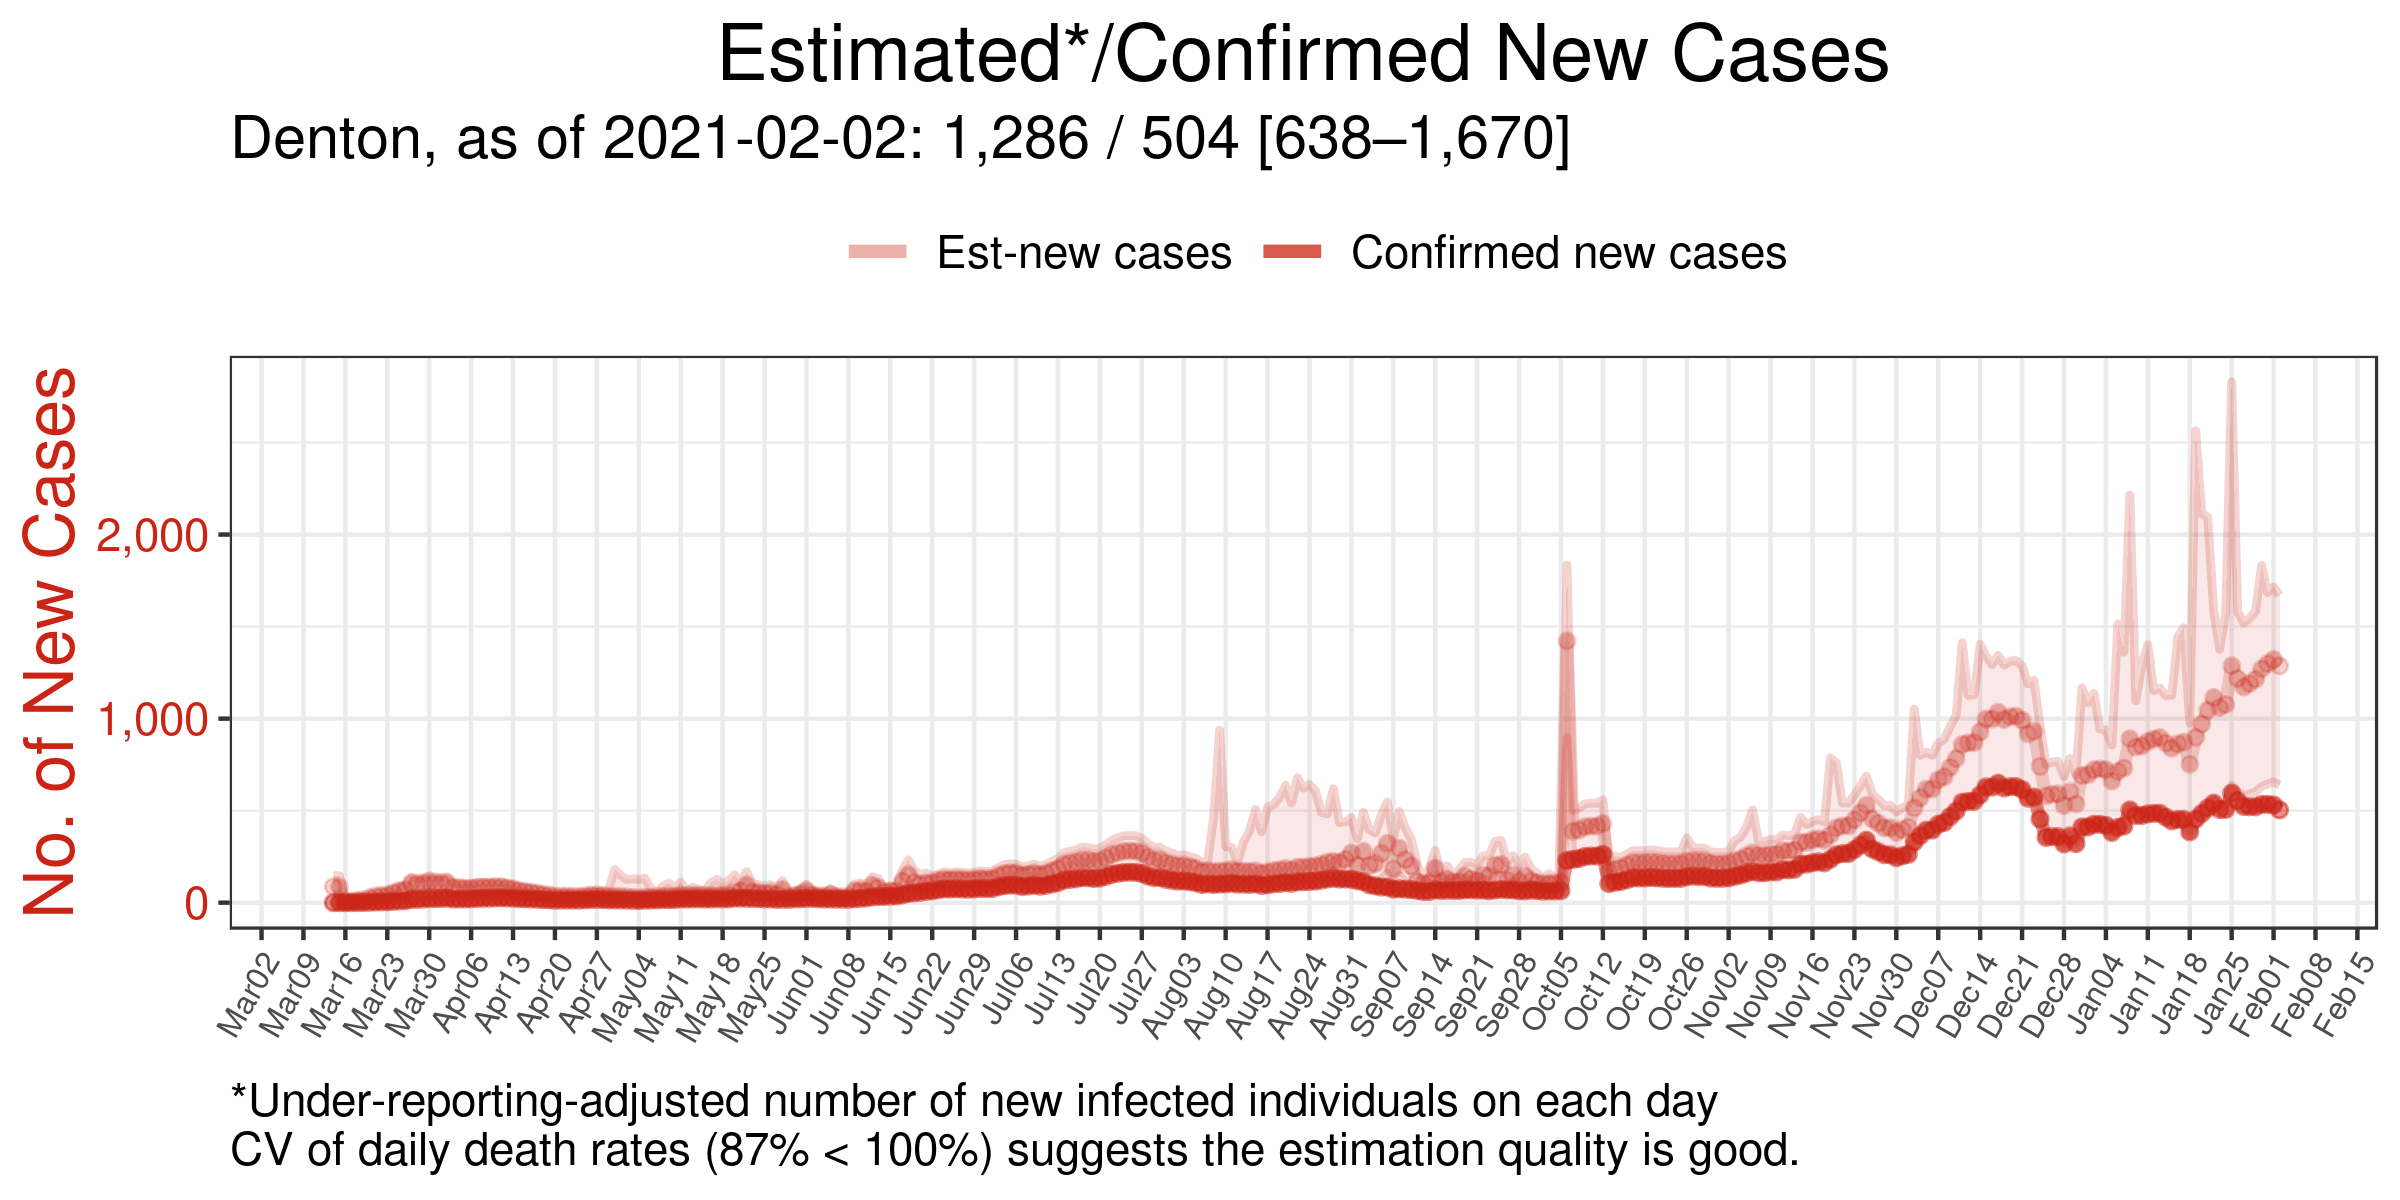 Estimated*/Confirmed New Cases
Denton, as of 2021-02-02: 1,286 / 504 [638–1,670]
Est-new cases Confirmed new cases
No. of New Cases
2,000
1,000
0
Mar02 Mar09 Mar16 Mar23 Mar30 Apr06 Apr13 Apr20 Apr27 May04 May11 May18 May25 Jun01 Jun08 Jun15 Jun22 Jun29 Jul06 Jul13 Jul20 Jul27 Aug03 Aug10 Aug17 Aug24 Aug31 Sep07 Sep14 Sep21 Sep28 Oct05 Oct12 Oct19 Oct26 Nov02 Nov09 Nov16 Nov23 Nov30 Dec07 Dec14 Dec21 Dec28 Jan04 Jan11 Jan18 Jan25 Feb01 Feb08 Feb15
*Under-reporting-adjusted number of new infected individuals on each day
CV of daily death rates (87% < 100%) suggests the estimation quality is good.